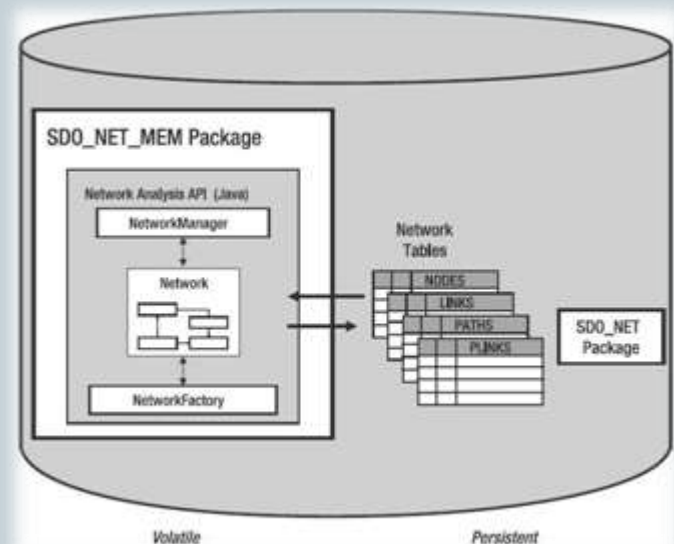 SDO_NET_MEM Package
Network Analysis API (Java)
NetworkManager
Network
NetworkFactory
Network
Tables
NODES
LINKS
PATHS
PLINKS
SDO_NET
Package
Volatile
Persistent